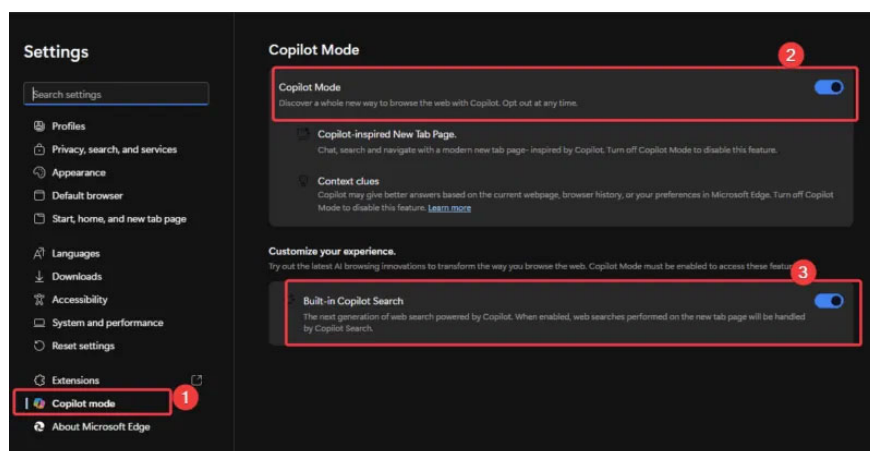 Settings
Search settings
Profiles
Privacy, search, and services
Appearance
Default browser
Start, home, and new tab page
Languages
Downloads
Accessibility
System and performance
Reset settings
Extensions
Copilot mode
1
About Microsoft Edge
Copilot Mode
2
Copilot Mode
Discover a whole new way to browse the web with Copilot. Opt out at any time.
Copilot-inspired New Tab Page.
Chat, search and navigate with a modern new tab page- inspired by Copilot. Turn off Copilot Mode to disable this feature.
Context clues
Copilot may give better answers based on the current webpage, browser history, or your preferences in Microsoft Edge. Turn off Copilot
Mode to disable this feature. Learn more
Customize your experience.
Try out the latest AI browsing innovations to transform the way you browse the web. Copilot Mode must be enabled to access these
3
Built-in Copilot Search
The next generation of web search powered by Copilot. When enabled, web searches performed on the new tab page will be handled
by Copilot Search.